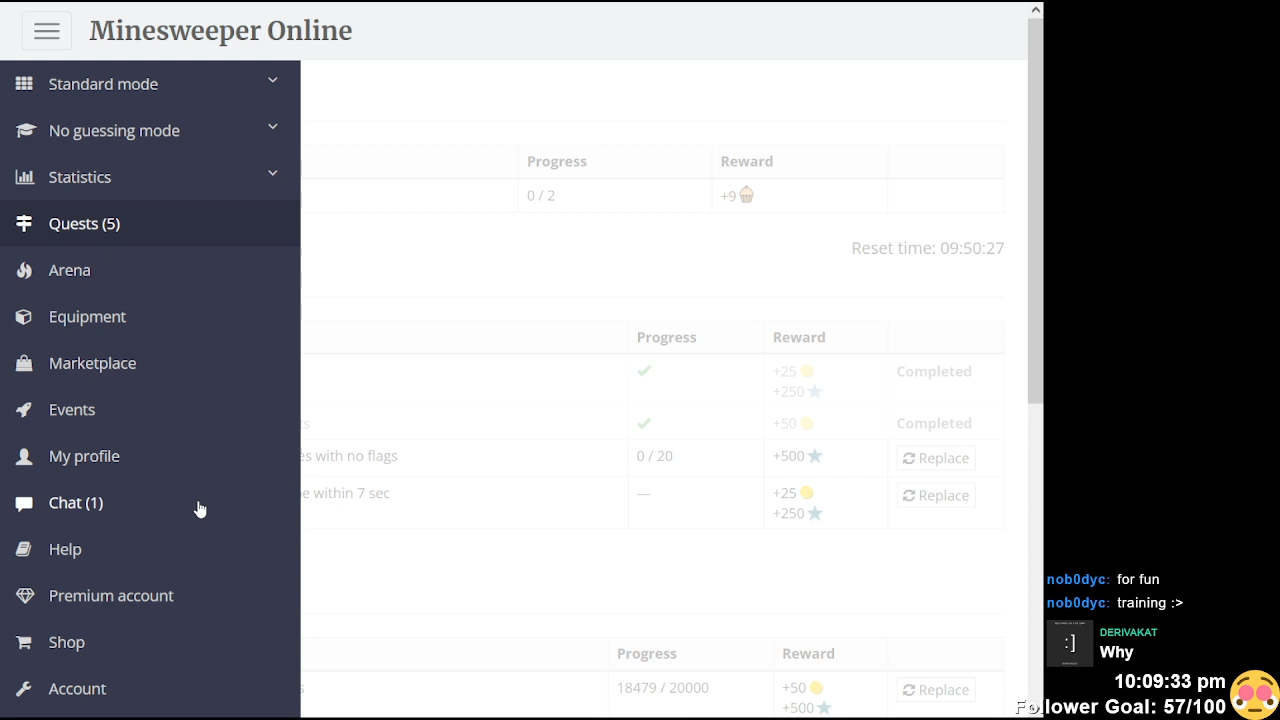 Minesweeper Online
Standard mode
No guessing mode
Statistics
Quests (5)
Arena
Equipment
Marketplace
Events
My profile
Chat (1)
Help
Premium account
Shop
Account
Progress Reward
0 / 2 +9
Reset time: 09:50:27
Progress Reward
+25 Completed
+250
+50 Completed
es with no flags 0 / 20 +500 Replace
e within 7 sec — +25 Replace
+250
Progress Reward
18479 / 20000 +50 Replace
+500
nob0dyc: for fun
nob0dyc: training :>
:] DERIVAKAT
Why
10:09:33 pm
Follower Goal: 57/100